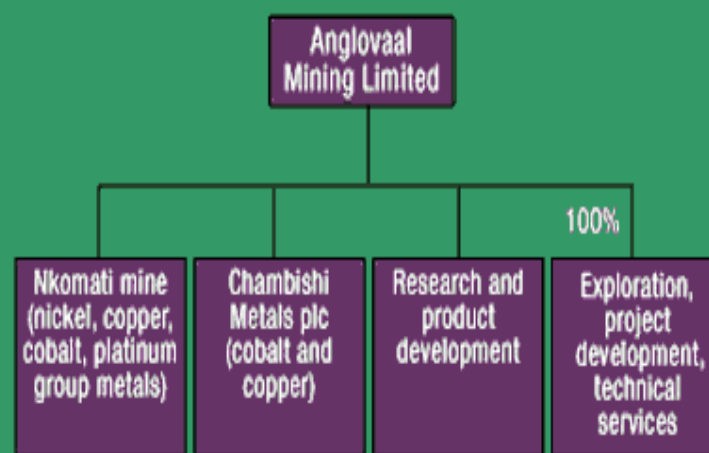 Anglovaal
Mining Limited
100%
Nkomati mine
(nickel, copper,
cobalt, platinum
group metals)
Chambishi
Metals plc
(cobalt and
copper)
Research and
product
development
Exploration,
project
development,
technical
services